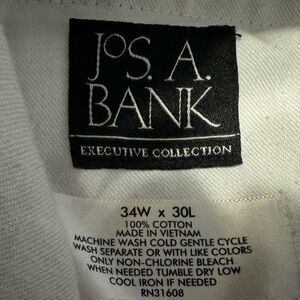 JOS. A.
BANK
EXECUTIVE COLLECTION
34W x 30L
100% COTTON
MADE IN VIETNAM
MACHINE WASH COLD GENTLE CYCLE
WASH SEPARATE OR WITH LIKE COLORS
ONLY NON-CHLORINE BLEACH
WHEN NEEDED TUMBLE DRY LOW
COOL IRON IF NEEDED
RN31608